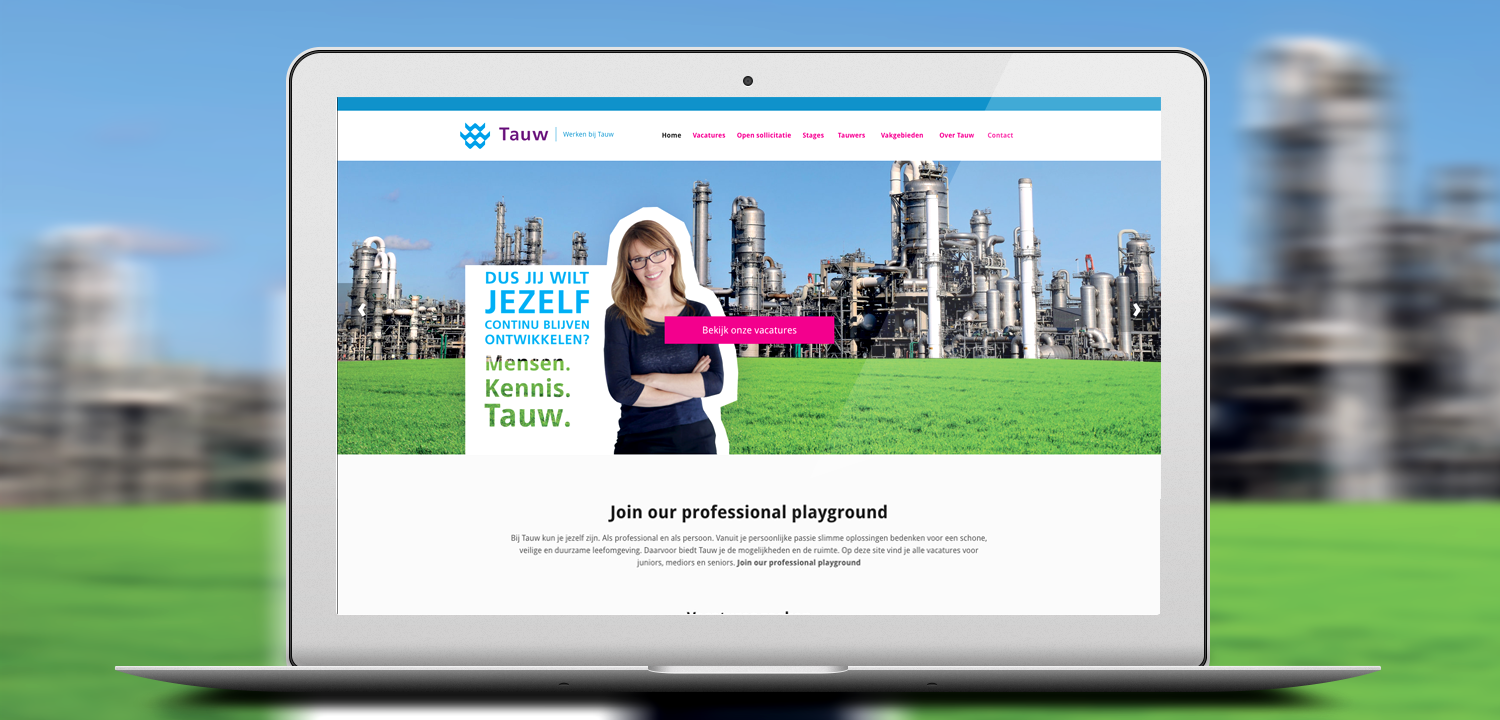 Tauw
Werken bij Tauw
Home Vacatures Open sollicitatie Stages Tauwers Vakgebieden Over Tauw Contact
DUS JIJ WILT
JEZELF
CONTINU BLIJVEN
ONTWIKKELEN?
Mensen.
Kennis.
Tauw.
Bekijk onze vacatures
Join our professional playground
Bij Tauw kun je jezelf zijn. Als professional en als persoon. Vanuit je persoonlijke passie slimme oplossingen bedenken voor een schone,
veilige en duurzame leefomgeving. Daarvoor biedt Tauw je de mogelijkheden en de ruimte. Op deze site vind je alle vacatures voor
juniors, mediors en seniors. Join our professional playground